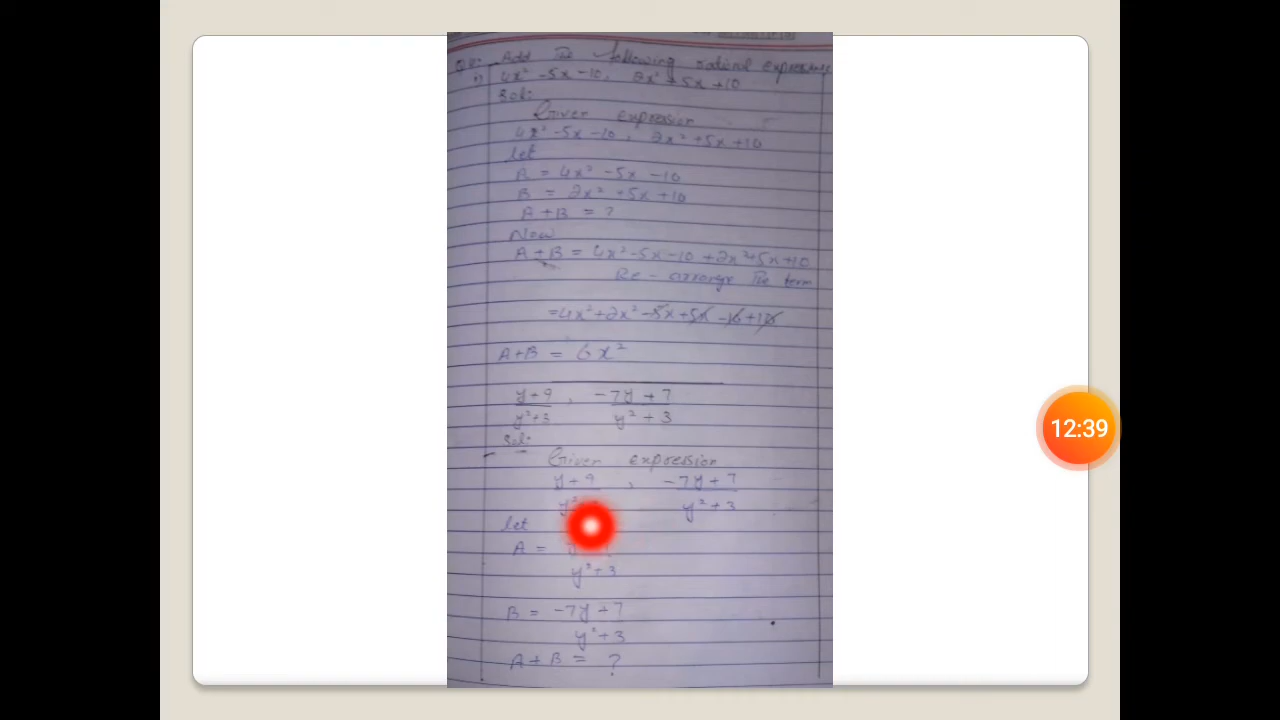 Q4: Add The following rational expressions
i) 4x² -5x -10, 2x² +5x +10
Sol:
Given expression
4x² -5x -10, 2x² +5x +10
let
A = 4x² -5x -10
B = 2x² +5x +10
A+B = ?
Now
A+B = 4x² -5x -10 +2x²+5x+10
Re-arrange The term
=4x²+2x² -5x+5x -10+10
A+B = 6x²
y+9 , -7y+7
y²+3 y²+3
Sol:
Given expression
y+9 , -7y+7
y² y²+3
let
A =
y²+3
B = -7y+7
y²+3
A+B = ?
12:39